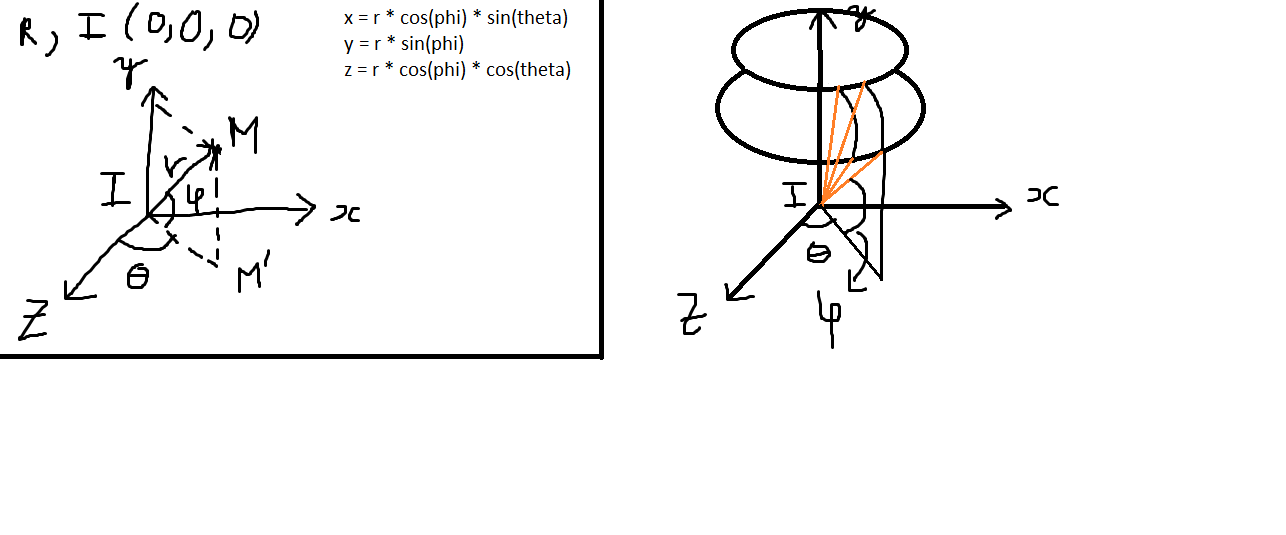 R, I (0,0,0)
x = r * cos(phi) * sin(theta)
y = r * sin(phi)
z = r * cos(phi) * cos(theta)
y
M
r
I
φ
x
θ
M'
Z
y
I
x
θ
Z
φ